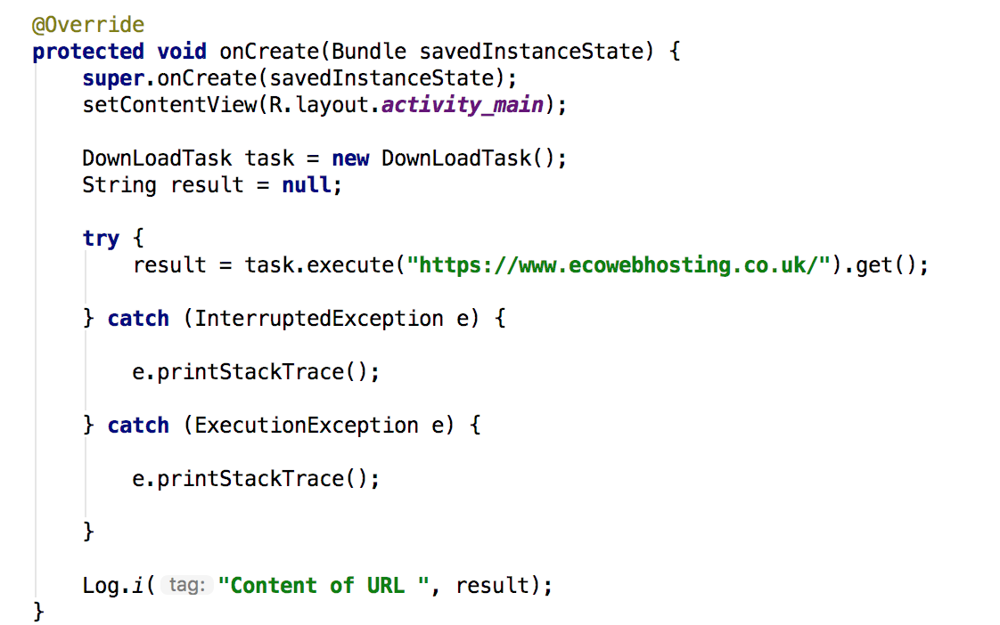 @Override
protected void onCreate(Bundle savedInstanceState) {
super.onCreate(savedInstanceState);
setContentView(R.layout.activity_main);
DownLoadTask task = new DownLoadTask();
String result = null;
try {
result = task.execute("https://www.ecowebhosting.co.uk/").get();
} catch (InterruptedException e) {
e.printStackTrace();
} catch (ExecutionException e) {
e.printStackTrace();
}
Log.i( tag: "Content of URL ", result);
}